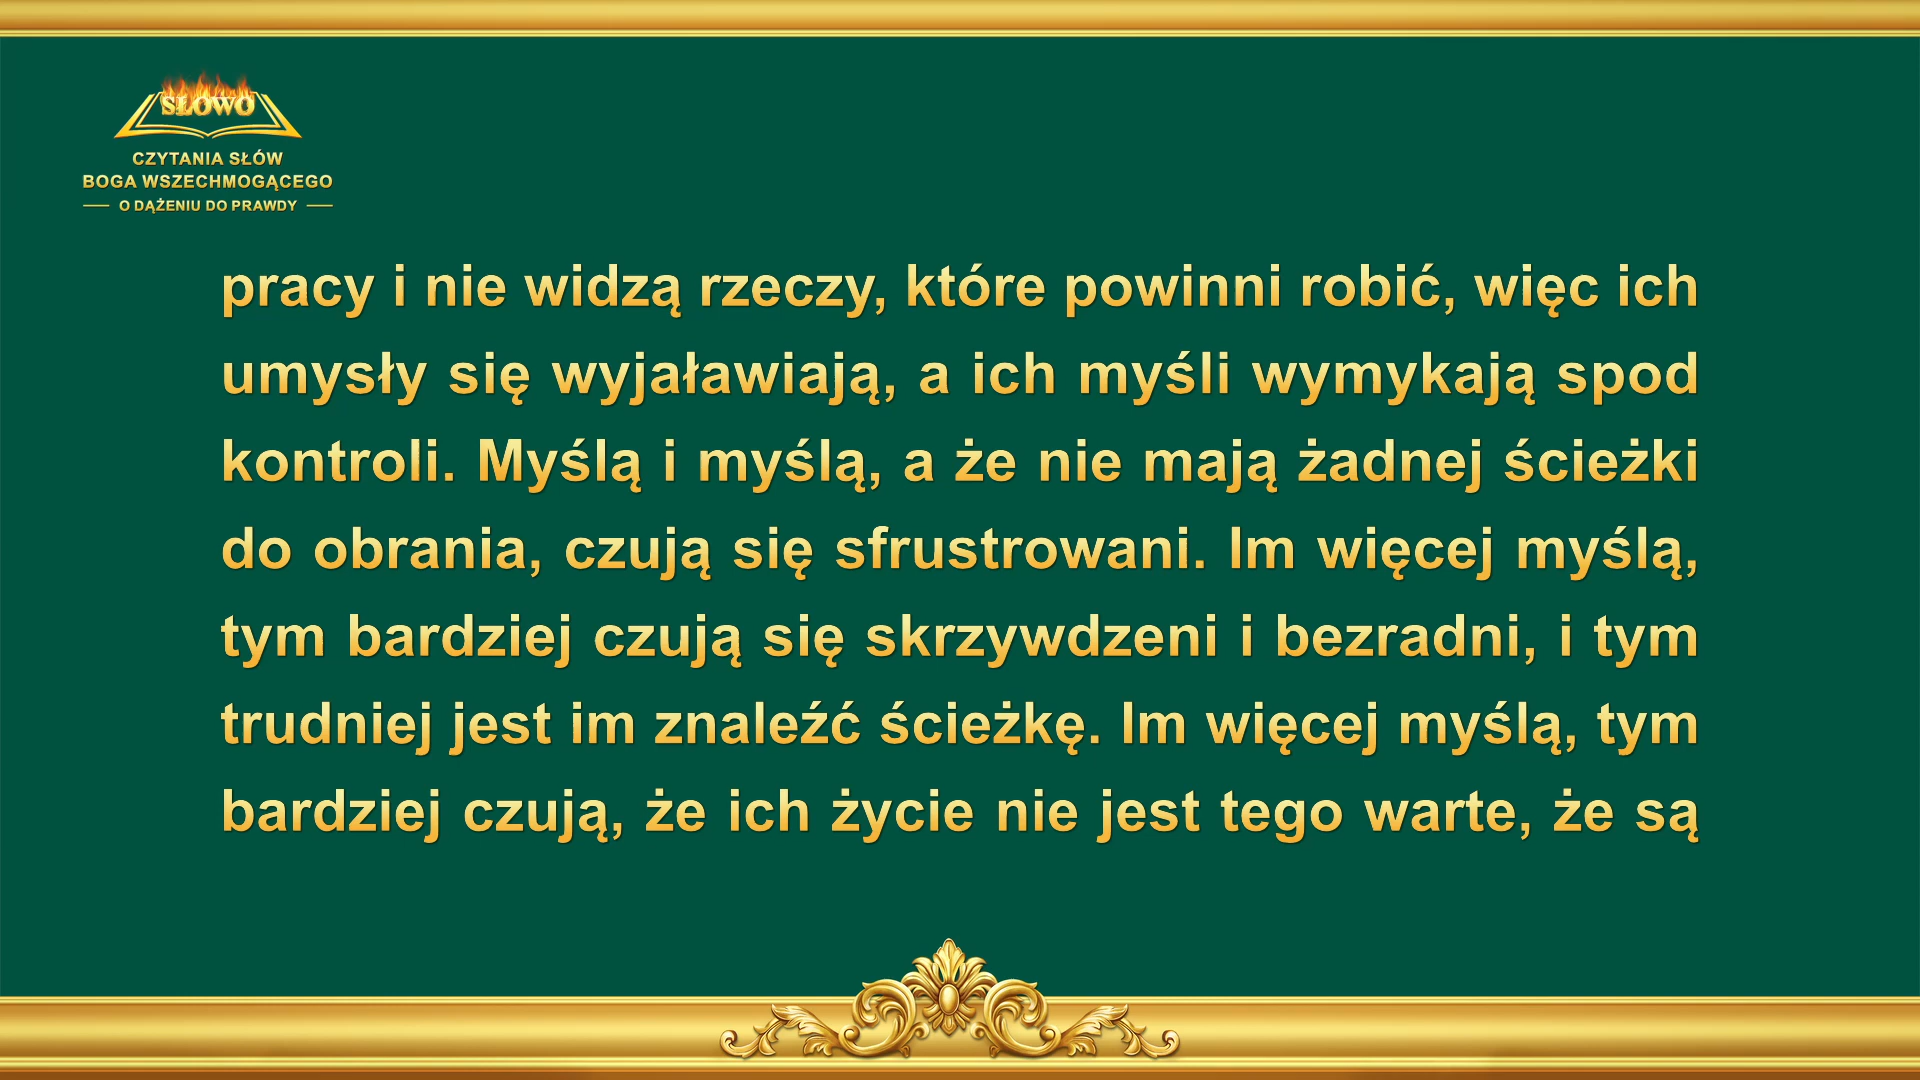 SŁOWO
CZYTANIA SŁÓW
BOGA WSZECHMOGĄCEGO
O DĄŻENIU DO PRAWDY
pracy i nie widzą rzeczy, które powinni robić, więc ich
umysły się wyjaławiają, a ich myśli wymykają spod
kontroli. Myślą i myślą, a że nie mają żadnej ścieżki
do obrania, czują się sfrustrowani. Im więcej myślą,
tym bardziej czują się skrzywdzeni i bezradni, i tym
trudniej jest im znaleźć ścieżkę. Im więcej myślą, tym
bardziej czują, że ich życie nie jest tego warte, że są